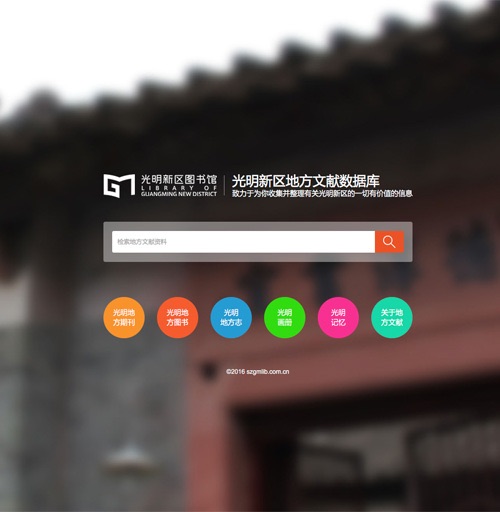 光明新区图书馆
LIBRARY OF
GUANGMING NEW DISTRICT
光明新区地方文献数据库
致力于为你收集并整理有关光明新区的一切有价值的信息
检索地方文献资料
光明地
方期刊
光明地
方图书
光明
地方志
光明
画册
光明
记忆
关于地
方文献
©2016 szgmlib.com.cn